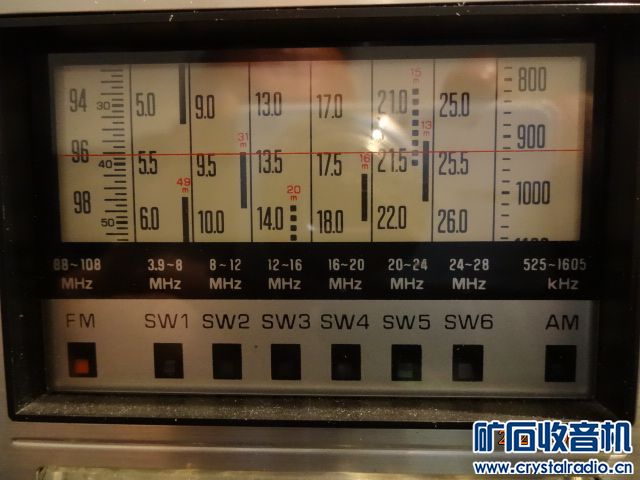 15
m
94 30 5.0 9.0 13.0 17.0 21.0 25.0 800
31
m
13
m
900
96 40 5.5 9.5 13.5 17.5 21.5 25.5
16
m
49
m
20
m
1000
98 50 6.0 10.0 14.0 18.0 22.0 26.0
88~108 3.9~8 8~12 12~16 16~20 20~24 24~28 525~1605
MHz MHz MHz MHz MHz MHz MHz kHz
FM SW1 SW2 SW3 SW4 SW5 SW6 AM
矿石收音机
www.crystalradio.cn